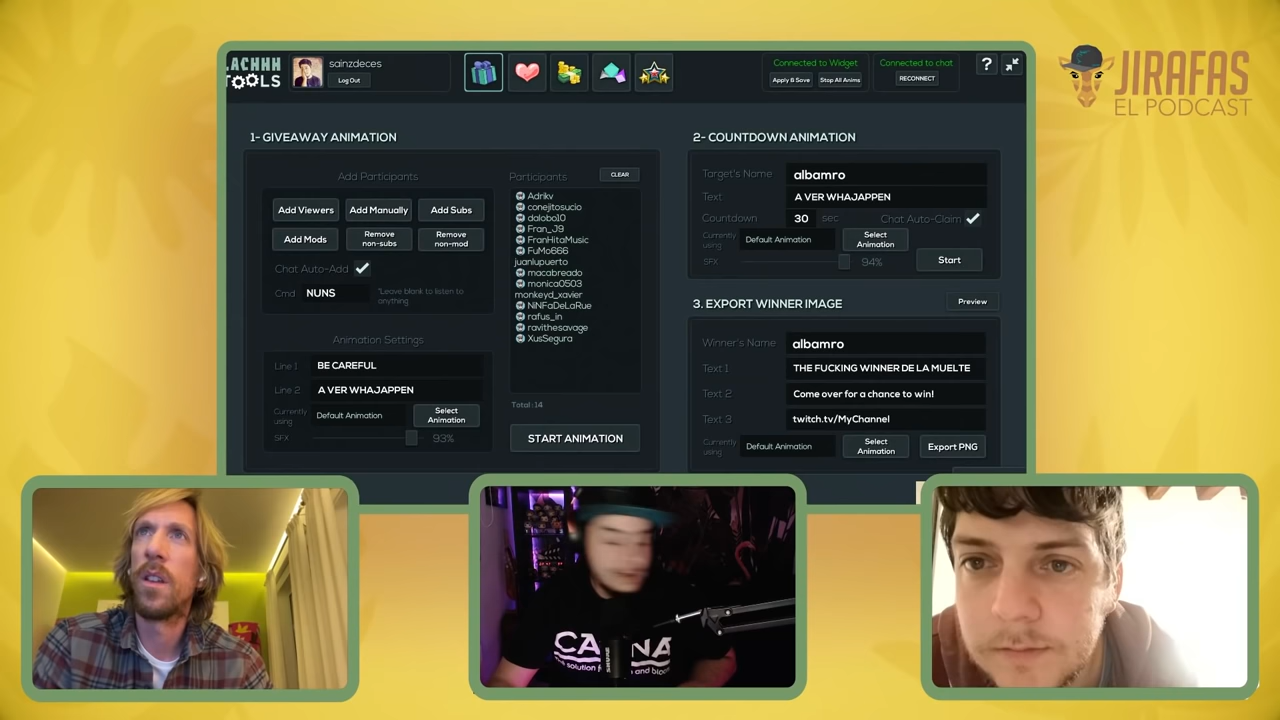 LACHHH
TOOLS
sainzdeces
Log Out
Connected to Widget
Apply & Save
Stop All Anims
Connected to chat
RECONNECT
?
JIRAFAS
EL PODCAST
1- GIVEAWAY ANIMATION
Add Participants
Add Viewers
Add Manually
Add Subs
Add Mods
Remove
non-subs
Remove
non-mod
Chat Auto-Add
Cmd
NUNS
*Leave blank to listen to
anything.
Animation Settings
Line 1
BE CAREFUL
Line 2
A VER WHAJAPPEN
Currently
using
Default Animation
Select
Animation
SFX
93%
Participants
CLEAR
Adrikv
conejitosucio
dalobo10
Fran_J9
FranHitaMusic
FuMo666
juanlupuerto
macabreado
monica0503
monkeyd_xavier
NiNFaDeLaRue
rafus_in
ravithesavage
XusSegura
Total :14
START ANIMATION
2- COUNTDOWN ANIMATION
Target's Name
albamro
Text
A VER WHAJAPPEN
Countdown
30
sec
Chat Auto-Claim
Currently
using
Default Animation
Select
Animation
SFX
94%
Start
3. EXPORT WINNER IMAGE
Preview
Winner's Name
albamro
Text 1
THE FUCKING WINNER DE LA MUELTE
Text 2
Come over for a chance to win!
Text 3
twitch.tv/MyChannel
Currently
using
Default Animation
Select
Animation
Export PNG